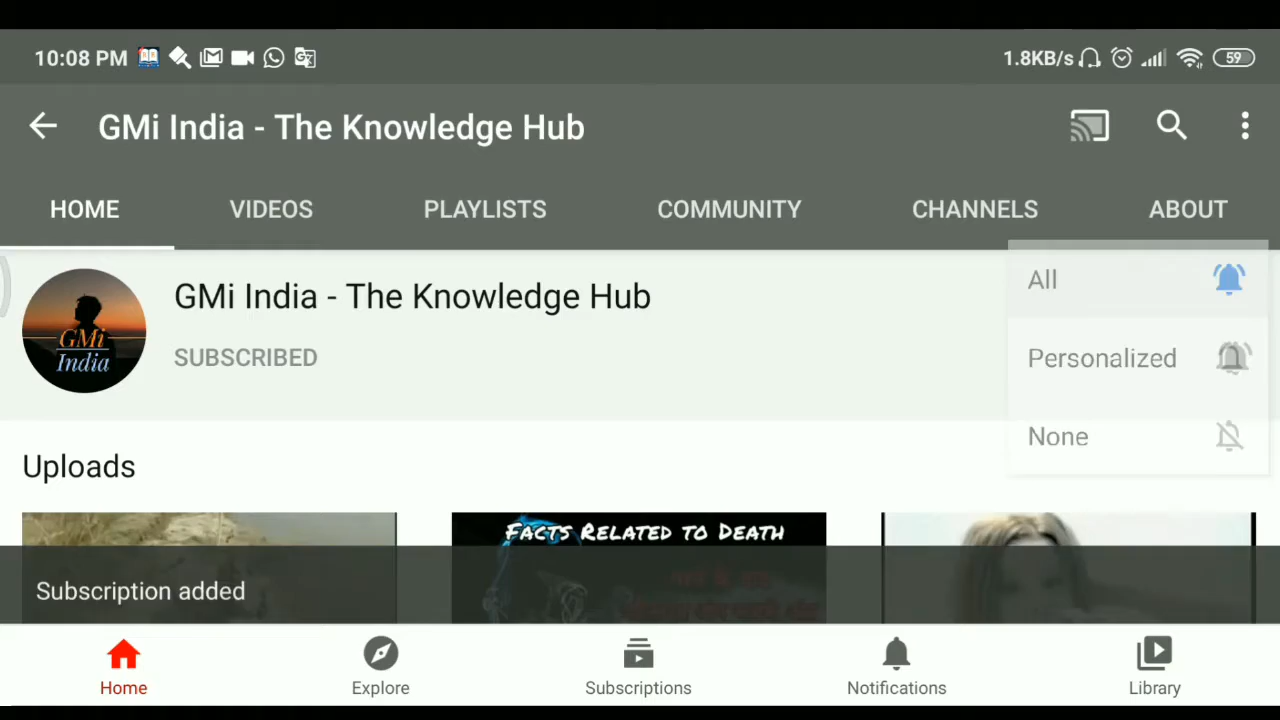 10:08 PM
1.8KB/s
59
GMi India - The Knowledge Hub
HOME VIDEOS PLAYLISTS COMMUNITY CHANNELS ABOUT
GMi India - The Knowledge Hub
SUBSCRIBED
GMi
India
All
Personalized
None
Uploads
FACTS RELATED TO DEATH
Subscription added
Home Explore Subscriptions Notifications Library